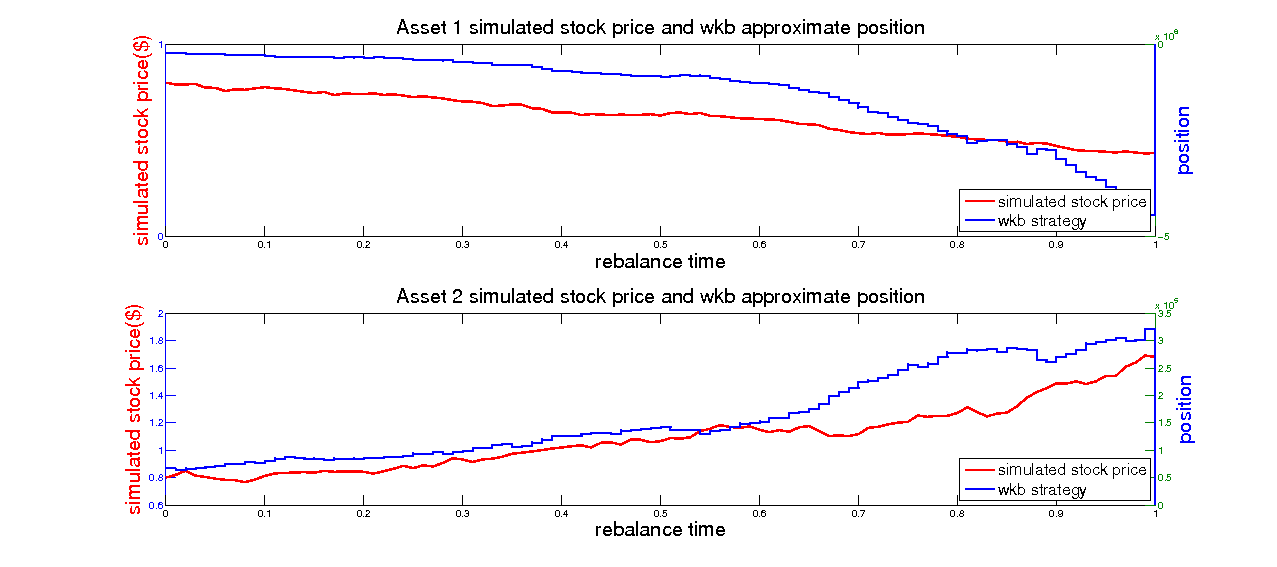 Asset 1 simulated stock price and wkb approximate position
simulated stock price($)
1
0
x 10^6
0
-5
position
0 0.1 0.2 0.3 0.4 0.5 0.6 0.7 0.8 0.9 1
rebalance time
simulated stock price
wkb strategy
Asset 2 simulated stock price and wkb approximate position
simulated stock price($)
2
1.8
1.6
1.4
1.2
1
0.8
0.6
3.5
3
2.5
2
1.5
1
0.5
0
position
0 0.1 0.2 0.3 0.4 0.5 0.6 0.7 0.8 0.9 1
rebalance time
simulated stock price
wkb strategy